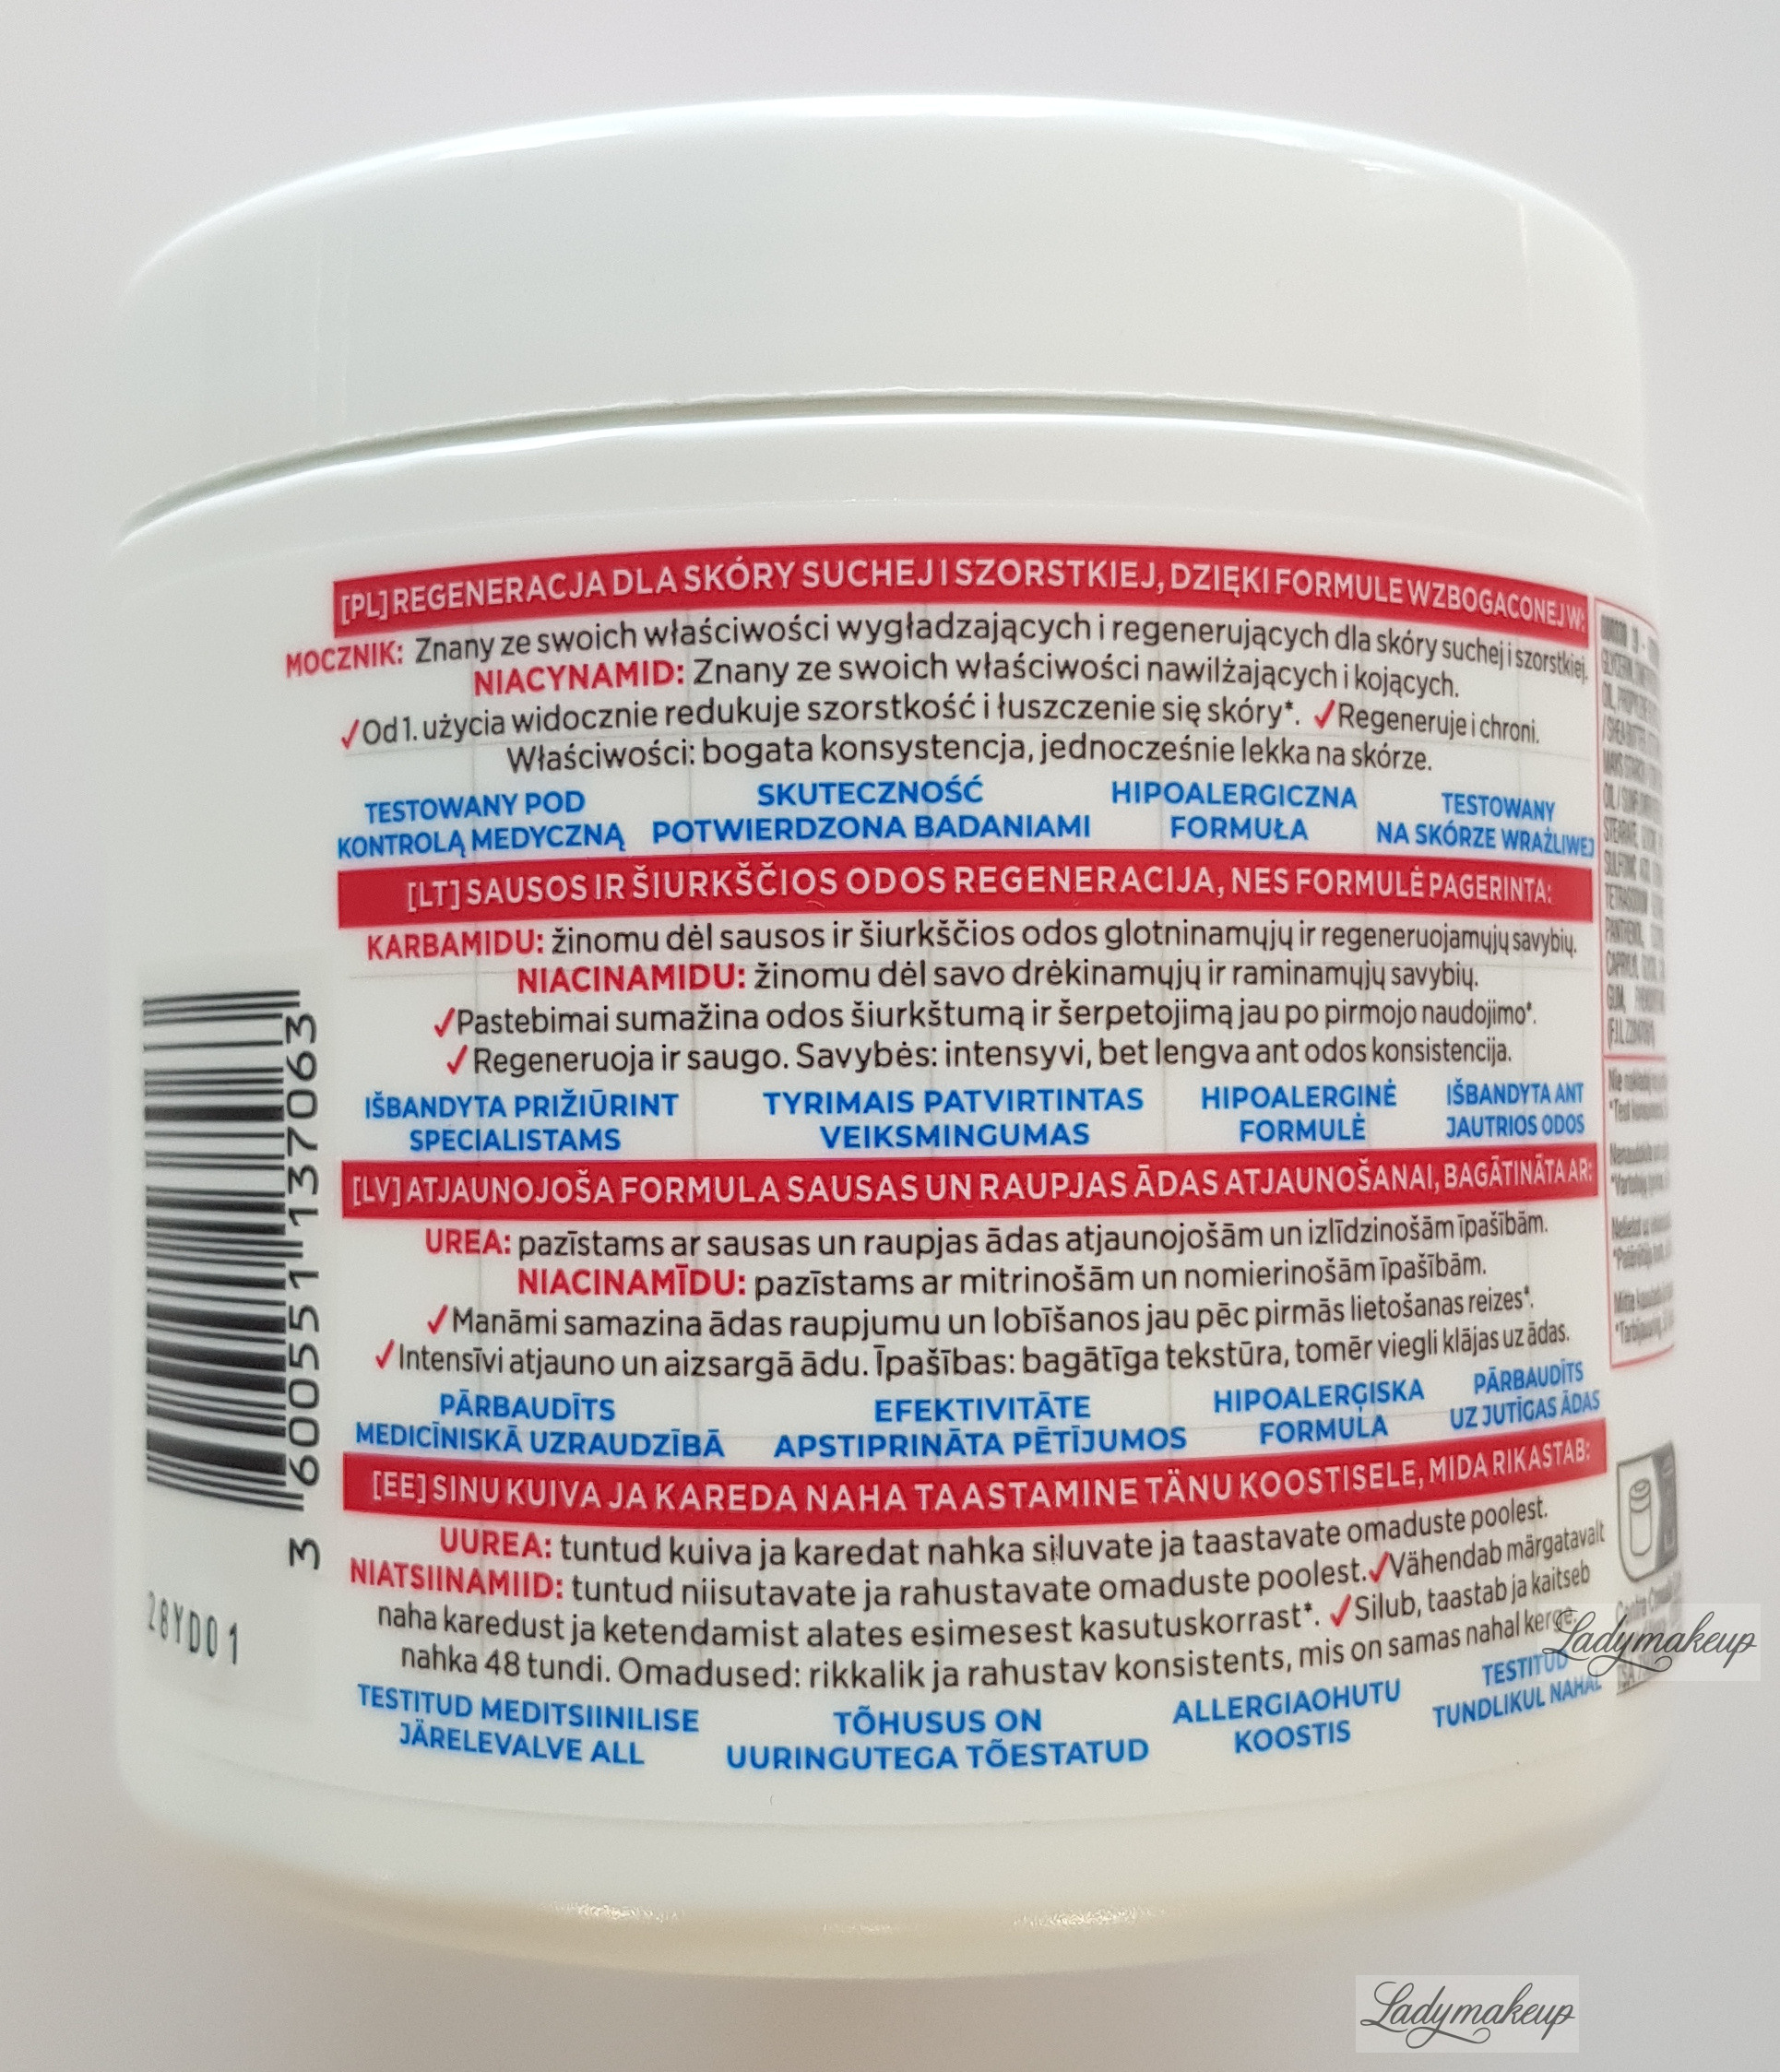 [PL] REGENERACJA DLA SKÓRY SUCHEJ I SZORSTKIEJ, DZIĘKI FORMULE WZBOGACONEJ W:
MOCZNIK: Znany ze swoich właściwości wygładzających i regenerujących dla skóry suchej i szorstkiej.
NIACYNAMID: Znany ze swoich właściwości nawilżających i kojących.
✓Od 1. użycia widocznie redukuje szorstkość i łuszczenie się skóry*. ✓Regeneruje i chroni.
Właściwości: bogata konsystencja, jednocześnie lekka na skórze.
TESTOWANY POD
KONTROLĄ MEDYCZNĄ
SKUTECZNOŚĆ
POTWIERDZONA BADANIAMI
HIPOALERGICZNA
FORMUŁA
TESTOWANY
NA SKÓRZE WRAŻLIWEJ
[LT] SAUSOS IR ŠIURKŠČIOS ODOS REGENERACIJA, NES FORMULĖ PAGERINTA:
KARBAMIDU: žinomu dėl sausos ir šiurkščios odos glotninamųjų ir regeneruojamųjų savybių.
NIACINAMIDU: žinomu dėl savo drėkinamųjų ir raminamųjų savybių.
✓Pastebimai sumažina odos šiurkštumą ir šerpetojimą jau po pirmojo naudojimo*.
✓Regeneruoja ir saugo. Savybės: intensyvi, bet lengva ant odos konsistencija.
IŠBANDYTA PRIŽIŪRINT
SPECIALISTAMS
TYRIMAIS PATVIRTINTAS
VEIKSMINGUMAS
HIPOALERGINĖ
FORMULĖ
IŠBANDYTA ANT
JAUTRIOS ODOS
[LV] ATJAUNOJOŠA FORMULA SAUSAS UN RAUPJAS ĀDAS ATJAUNOŠANAI, BAGĀTINĀTA AR:
UREA: pazīstams ar sausas un raupjas ādas atjaunojošām un izlīdzinošām īpašībām.
NIACINAMĪDU: pazīstams ar mitrinošām un nomierinošām īpašībām.
✓Manāmi samazina ādas raupjumu un lobīšanos jau pēc pirmās lietošanas reizes*.
✓Intensīvi atjauno un aizsargā ādu. Īpašības: bagātīga tekstūra, tomēr viegli klājas uz ādas.
PĀRBAUDĪTS
MEDICĪNISKĀ UZRAUDZĪBĀ
EFEKTIVITĀTE
APSTIPRINĀTA PĒTĪJUMOS
HIPOALERĢISKA
FORMULA
PĀRBAUDĪTS
UZ JUTĪGAS ĀDAS
[EE] SINU KUIVA JA KAREDA NAHA TAASTAMINE TÄNU KOOSTISELE, MIDA RIKASTAB:
UUREA: tuntud kuiva ja karedat nahka siluvate ja taastavate omaduste poolest.
NIATSIINAMIID: tuntud niisutavate ja rahustavate omaduste poolest. ✓Vähendab märgatavalt
naha karedust ja ketendamist alates esimesest kasutuskorrast*. ✓Silub, taastab ja kaitseb
nahka 48 tundi. Omadused: rikkalik ja rahustav konsistents, mis on samas nahal kerge.
TESTITUD MEDITSIINILISE
JÄRELEVALVE ALL
TÕHUSUS ON
UURINGUTEGA TÕESTATUD
ALLERGIAOHUTU
KOOSTIS
TESTITUD
TUNDLIKUL NAHAL
3 600551 137063
28YD01
Ladymakeup
Ladymakeup